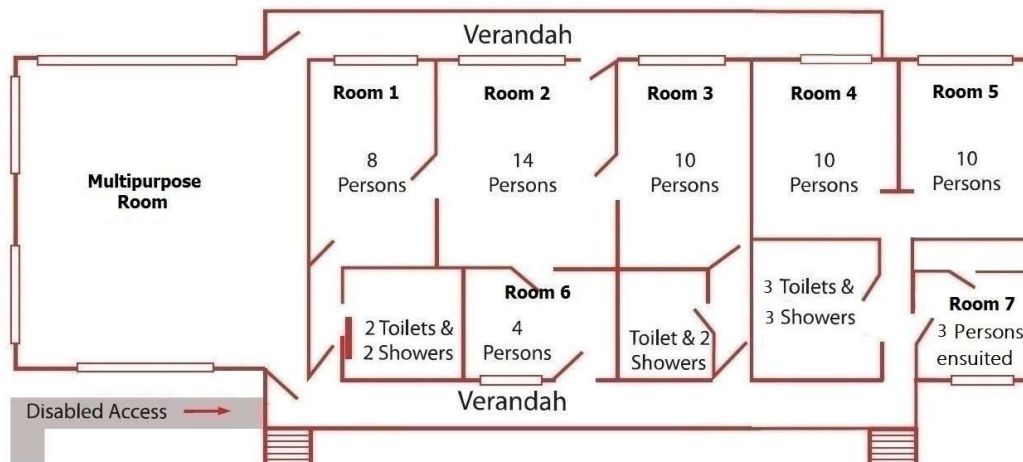 Verandah
Room 1
Room 2
Room 3
Room 4
Room 5
8
Persons
14
Persons
10
Persons
10
Persons
10
Persons
Multipurpose
Room
Room 6
4
Persons
2 Toilets &
2 Showers
Toilet & 2
Showers
3 Toilets &
3 Showers
Room 7
3 Persons
ensuited
Verandah
Disabled Access